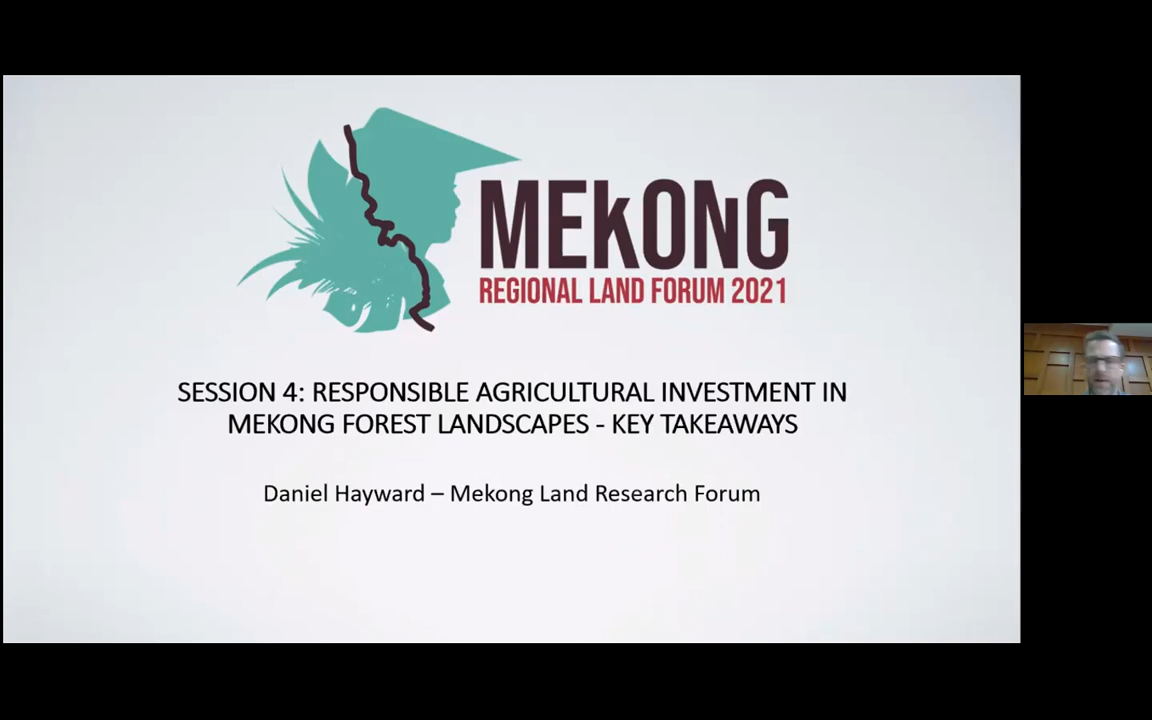 MEkONG
REGIONAL LAND FORUM 2021
SESSION 4: RESPONSIBLE AGRICULTURAL INVESTMENT IN
MEKONG FOREST LANDSCAPES - KEY TAKEAWAYS
Daniel Hayward – Mekong Land Research Forum